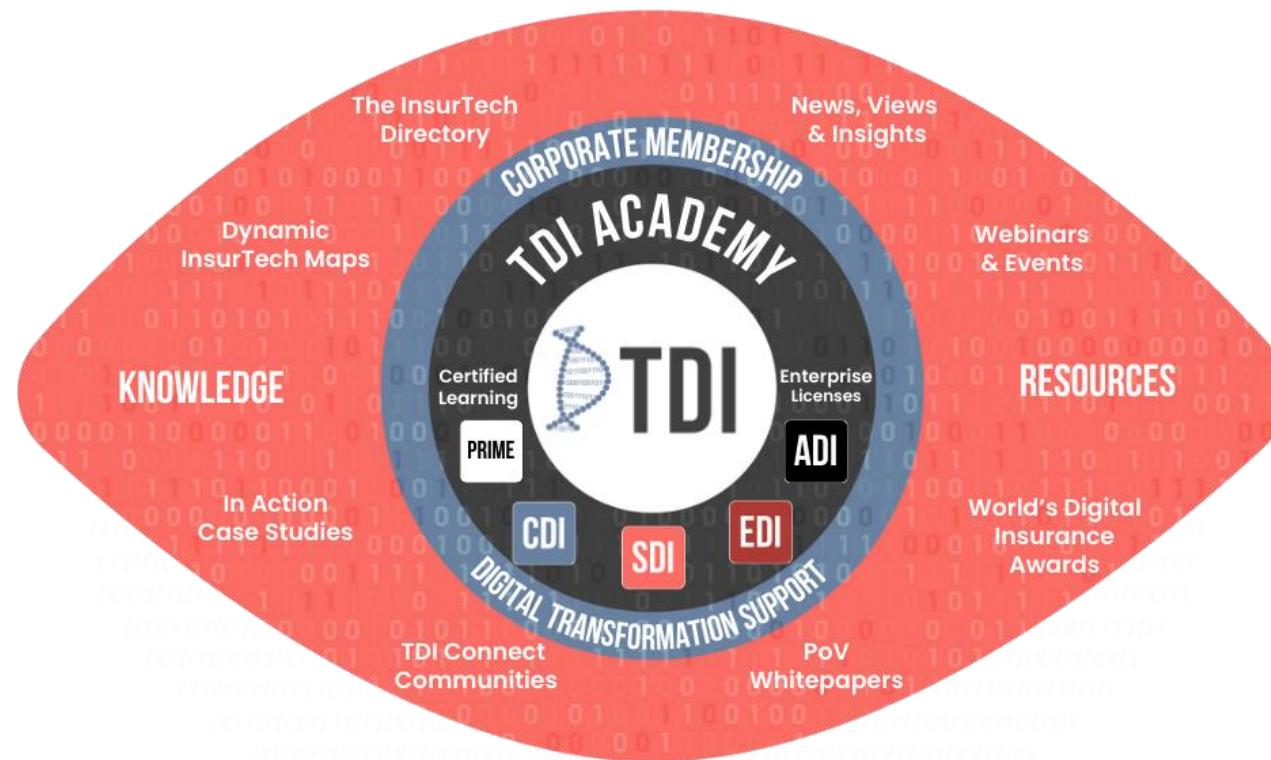 The InsurTech
Directory
News, Views
& Insights
CORPORATE MEMBERSHIP
TDI ACADEMY
Dynamic
InsurTech Maps
Webinars
& Events
KNOWLEDGE
Certified
Learning
TDI
Enterprise
Licenses
RESOURCES
PRIME
ADI
CDI
SDI
EDI
In Action
Case Studies
World's Digital
Insurance
Awards
DIGITAL TRANSFORMATION SUPPORT
TDI Connect
Communities
PoV
Whitepapers